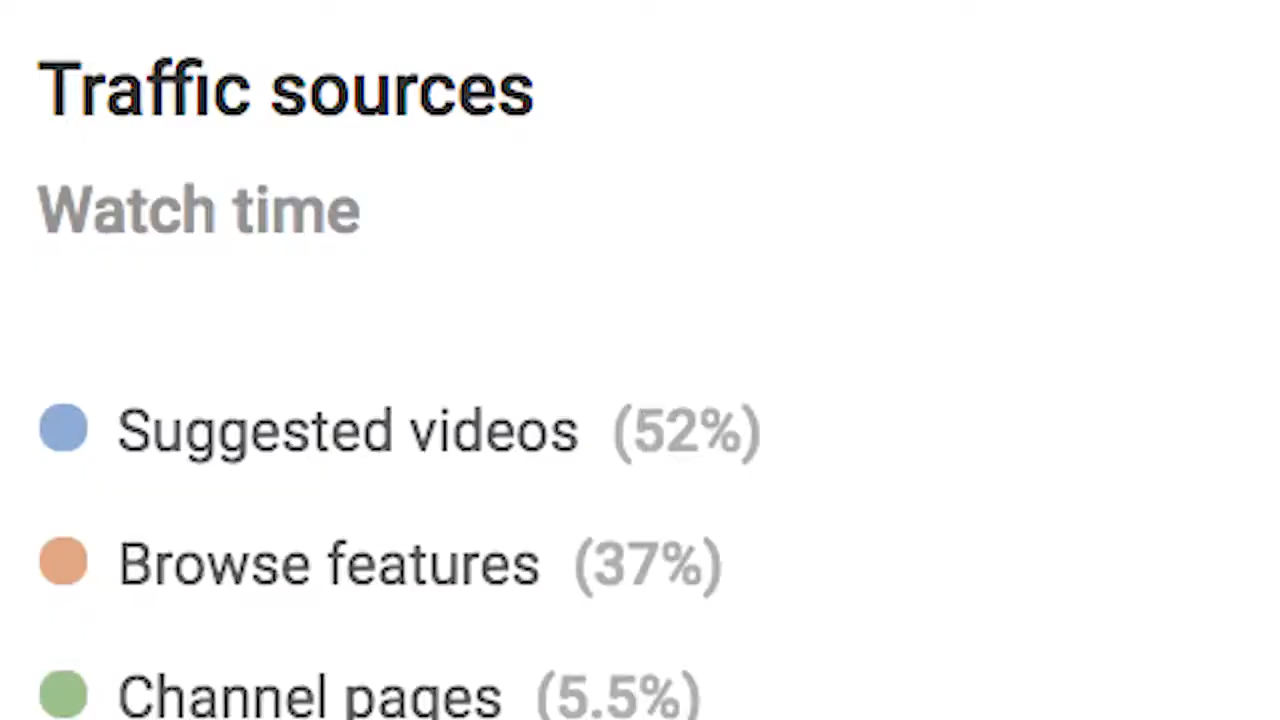 Traffic sources
Watch time
Suggested videos (52%)
Browse features (37%)
Channel pages (5.5%)